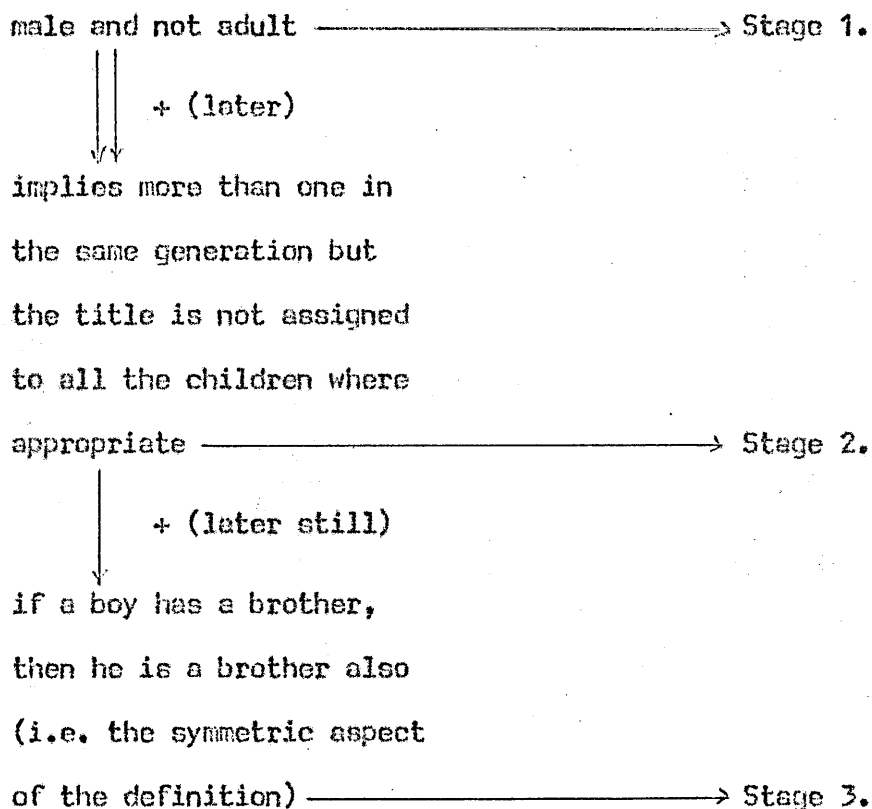 male and not adult Stage 1.
+ (later)
implies more than one in
the same generation but
the title is not assigned
to all the children where
appropriate Stage 2.
+ (later still)
if a boy has a brother,
then he is a brother also
(i.e. the symmetric aspect
of the definition) Stage 3.